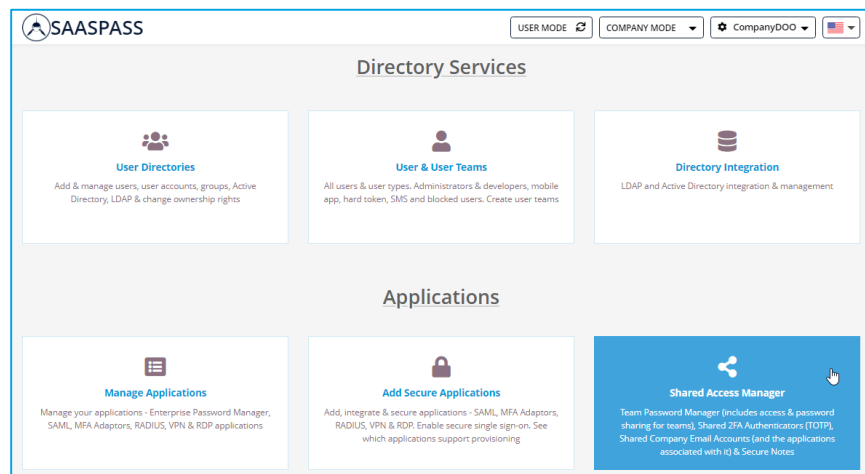 SAASPASS
USER MODE
COMPANY MODE
CompanyDOO
Directory Services
User Directories
Add & manage users, user accounts, groups, Active
Directory, LDAP & change ownership rights
User & User Teams
All users & user types. Administrators & developers, mobile
app, hard token, SMS and blocked users. Create user teams
Directory Integration
LDAP and Active Directory integration & management
Applications
Manage Applications
Manage your applications - Enterprise Password Manager,
SAML, MFA Adaptors, RADIUS, VPN & RDP applications
Add Secure Applications
Add, integrate & secure applications - SAML, MFA Adaptors,
RADIUS, VPN & RDP. Enable secure single sign-on. See
which applications support provisioning
Shared Access Manager
Team Password Manager (includes access & password
sharing for teams), Shared 2FA Authenticators (TOTP),
Shared Company Email Accounts (and the applications
associated with it) & Secure Notes